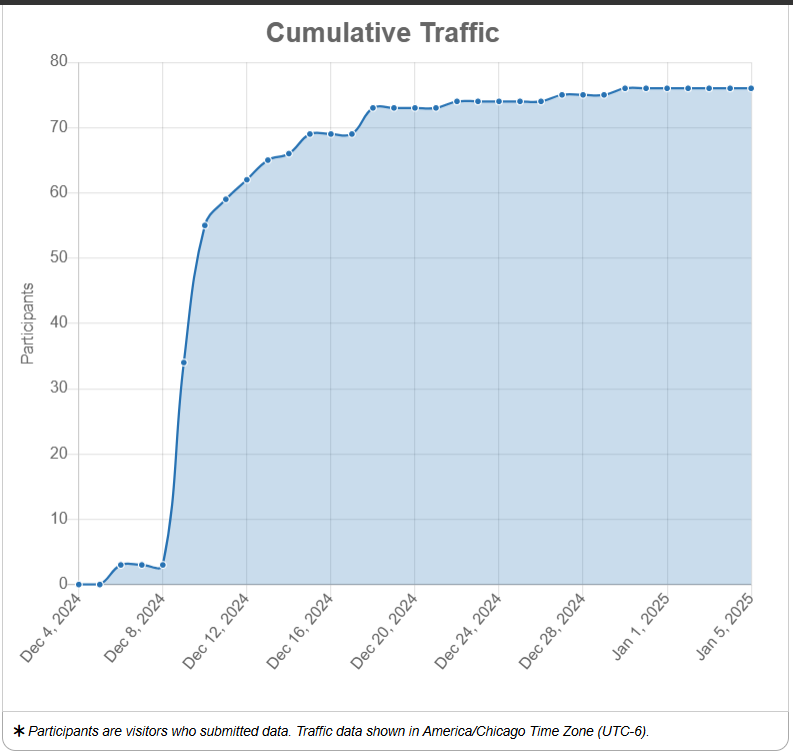 Cumulative Traffic
80
70
60
50
40
30
20
10
0
Participants
Dec 4, 2024
Dec 8, 2024
Dec 12, 2024
Dec 16, 2024
Dec 20, 2024
Dec 24, 2024
Dec 28, 2024
Jan 1, 2025
Jan 5, 2025
* Participants are visitors who submitted data. Traffic data shown in America/Chicago Time Zone (UTC-6).